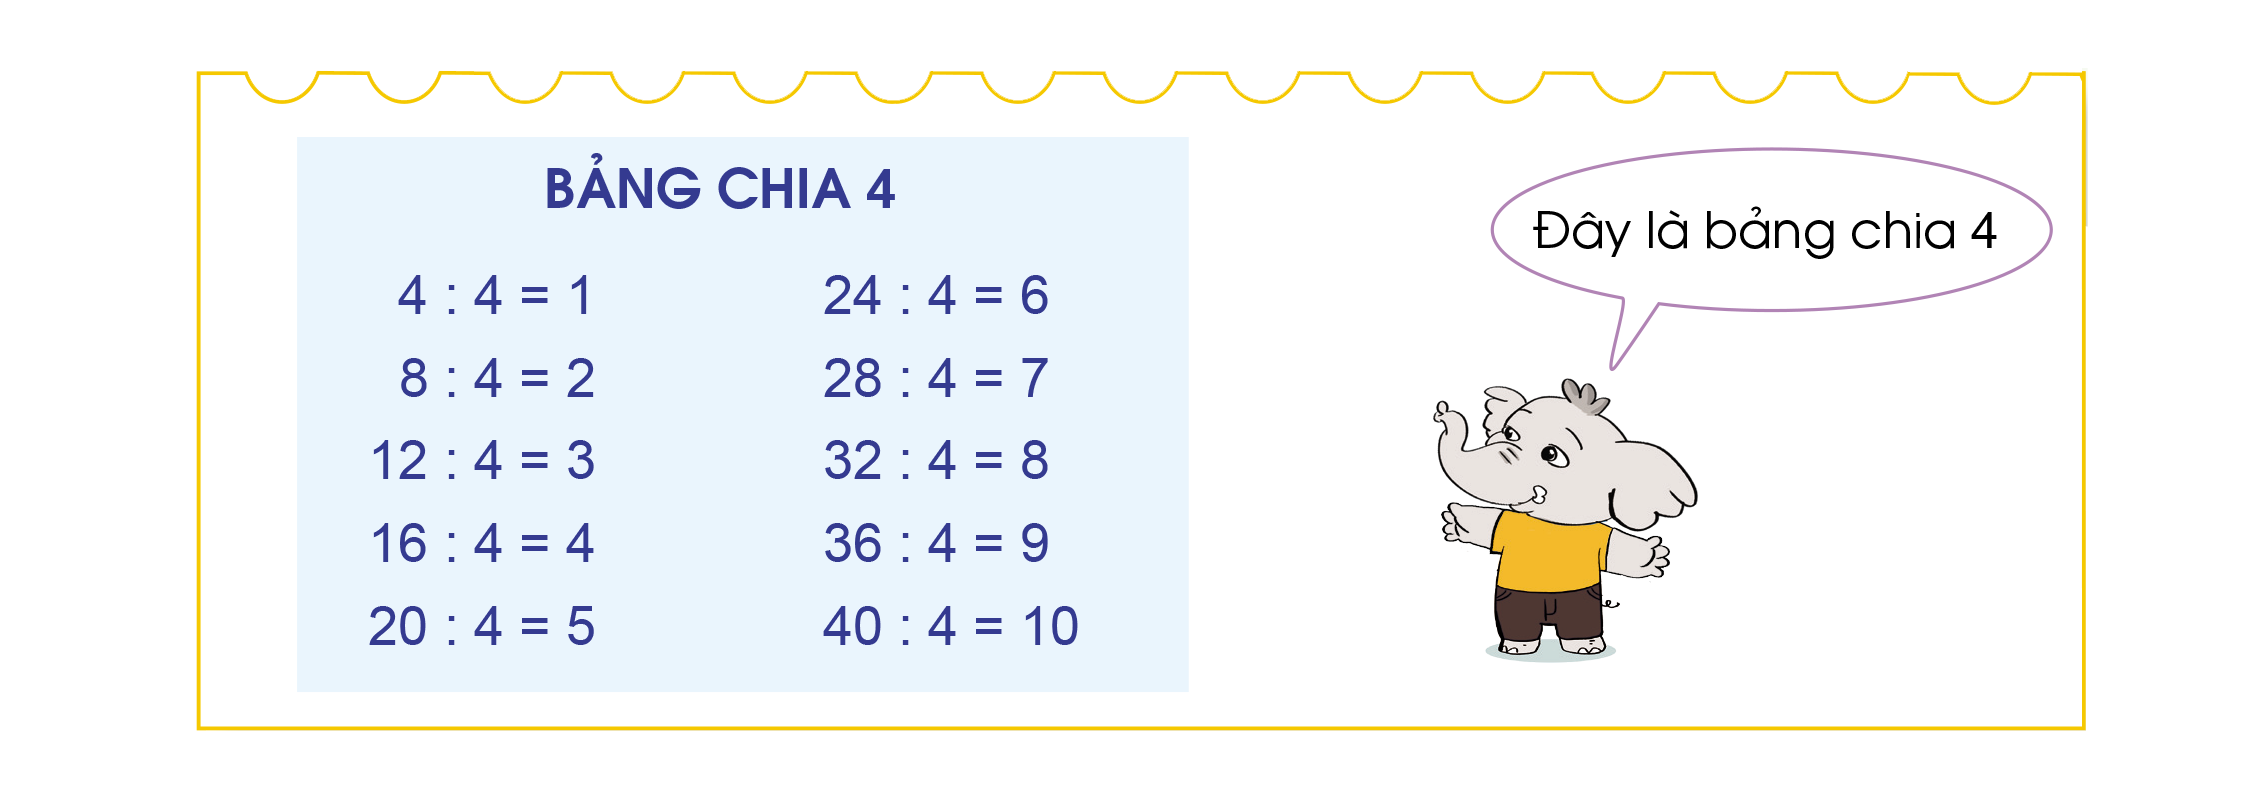 BẢNG CHIA 4
4 : 4 = 1
8 : 4 = 2
12 : 4 = 3
16 : 4 = 4
20 : 4 = 5
24 : 4 = 6
28 : 4 = 7
32 : 4 = 8
36 : 4 = 9
40 : 4 = 10
Đây là bảng chia 4